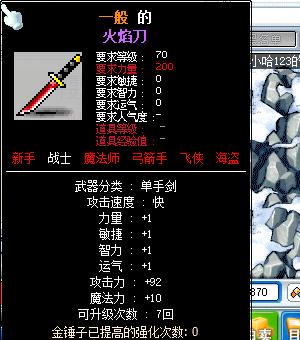 一般 的
火焰刀
要求等级 : 70
要求力量 : 200
要求敏捷 : 0
要求智力 : 0
要求运气 : 0
要求人气度 : -
道具等级 : -
道具经验值 : -
新手 战士 魔法师 弓箭手 飞侠 海盗
武器分类 : 单手剑
攻击速度 : 快
力量 : +1
敏捷 : +1
智力 : +1
运气 : +1
攻击力 : +92
魔法力 : +10
可升级次数 : 7回
金锤子已提高的强化次数: 0
小哈123的
870